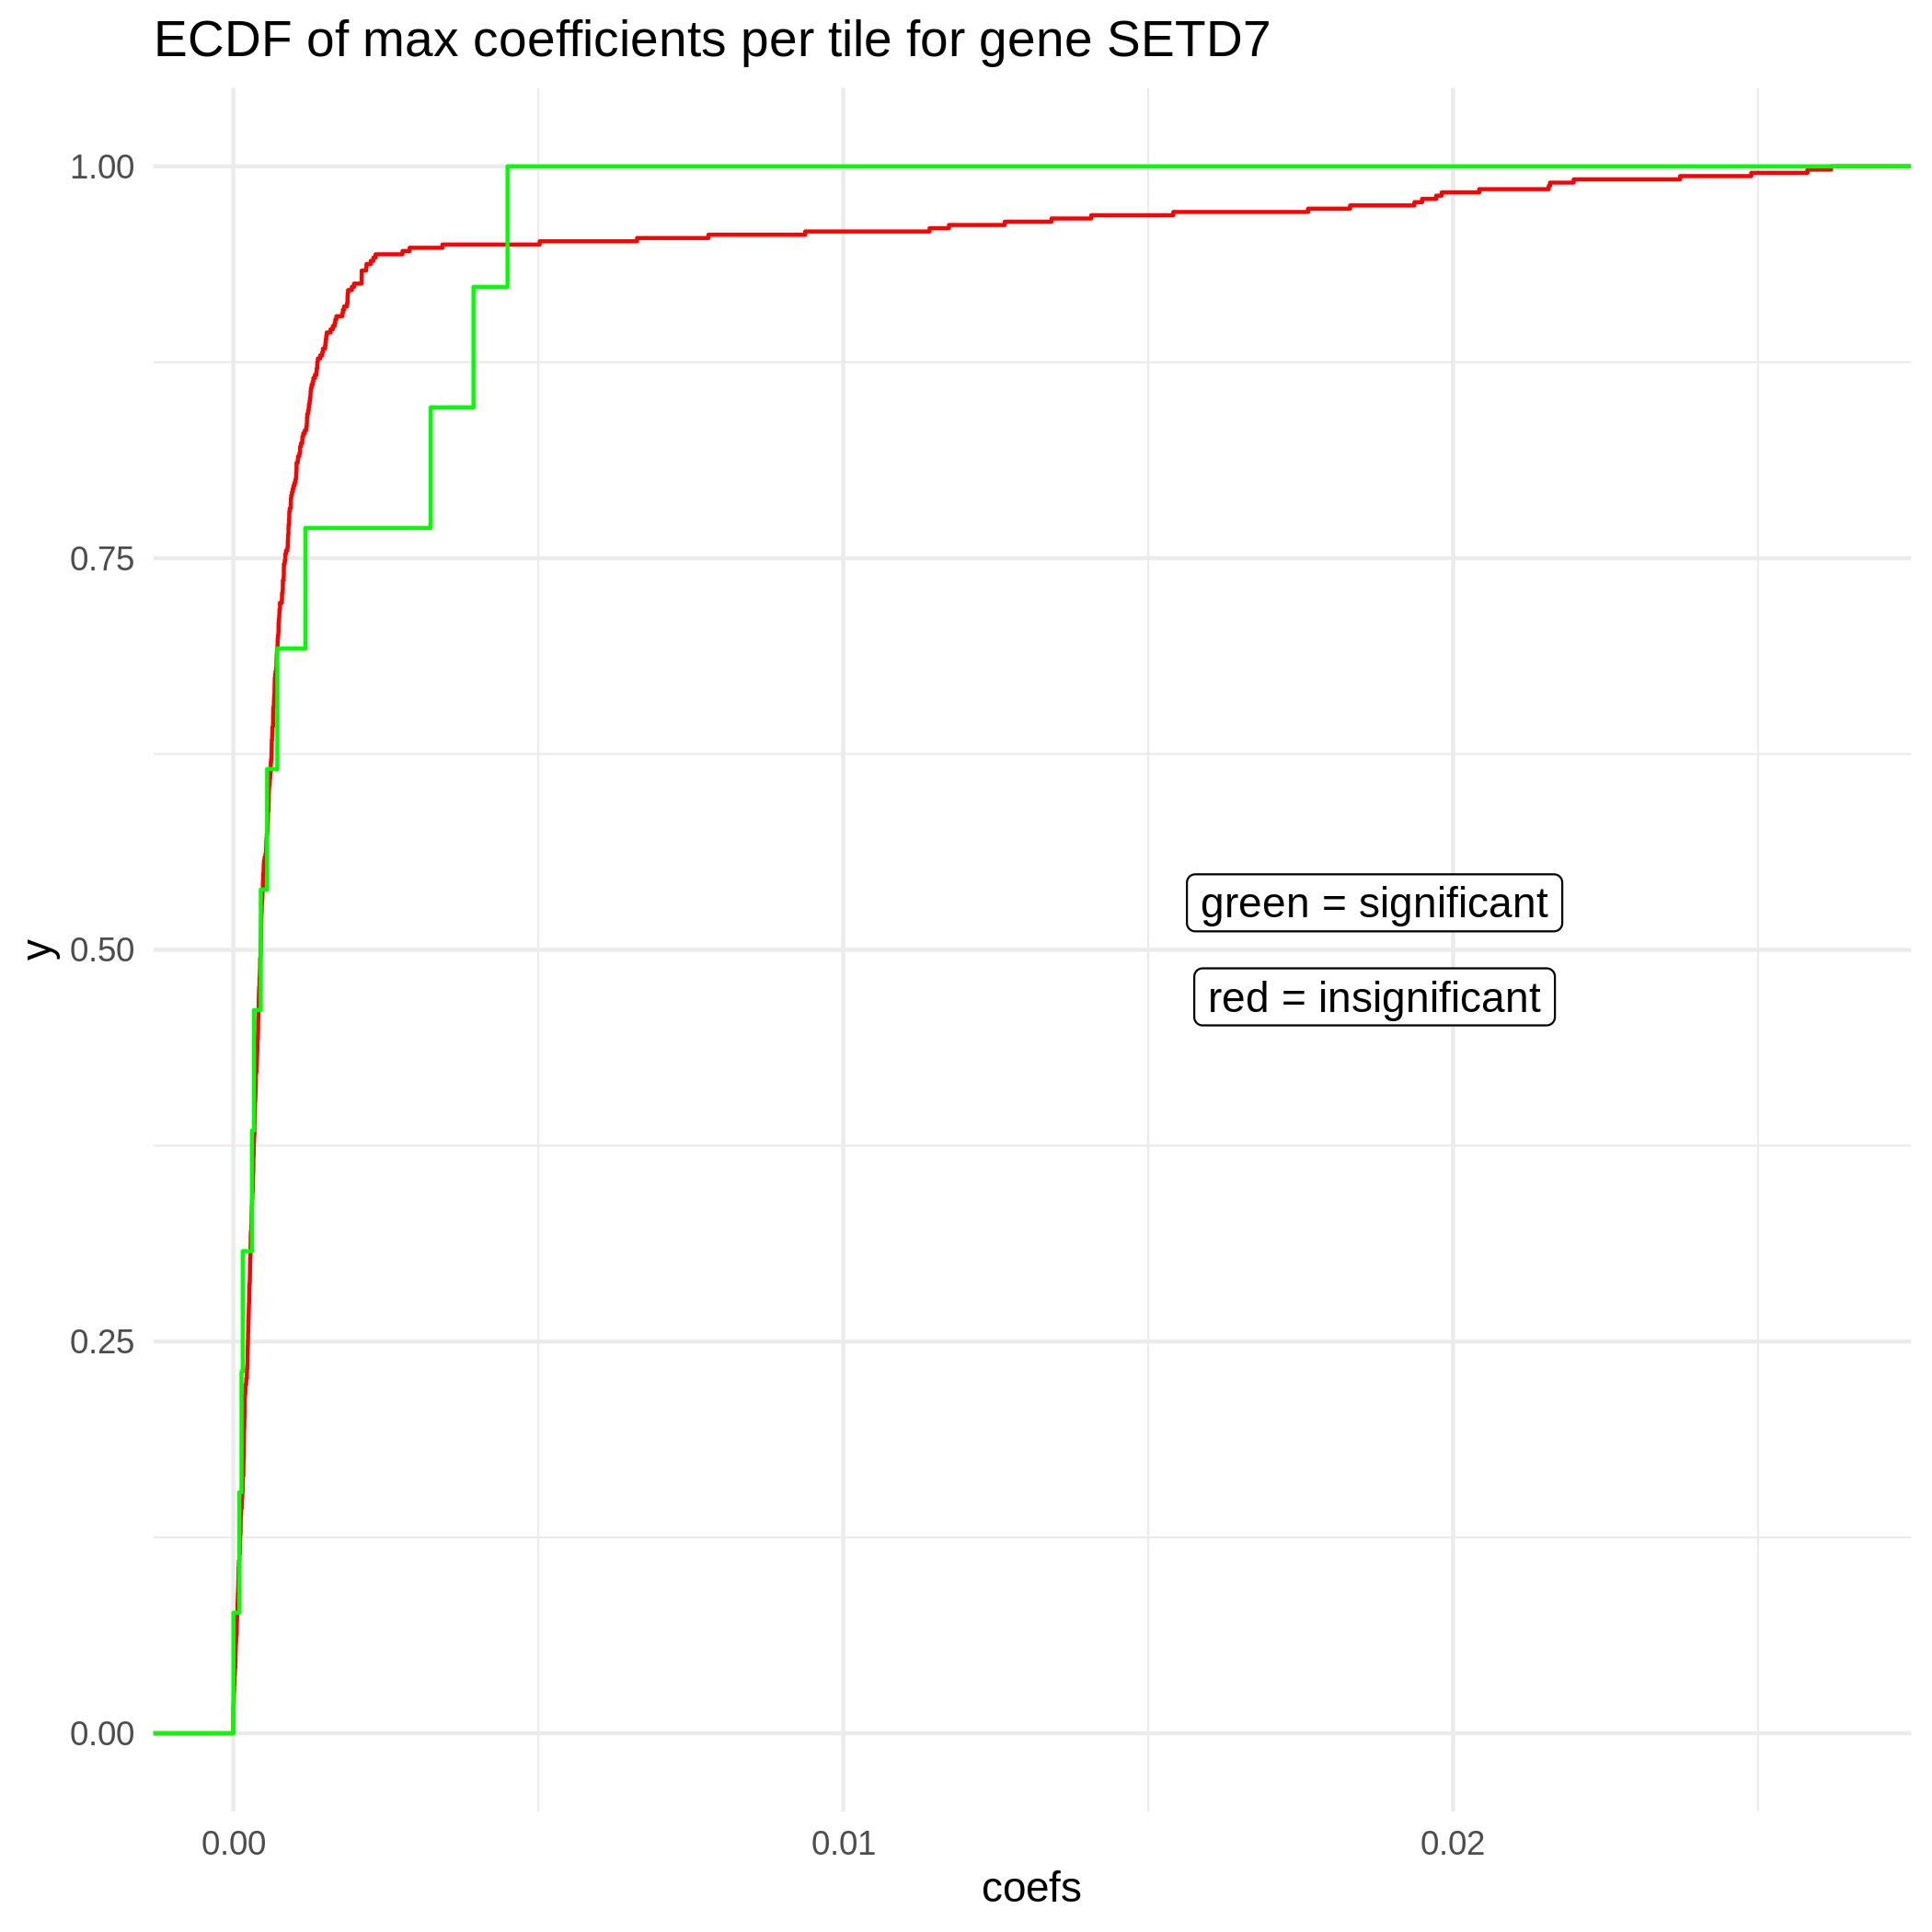 ECDF of max coefficients per tile for gene SETD7
1.00
0.75
0.50
0.25
0.00
y
green = significant
red = insignificant
0.00
0.01
0.02
coefs